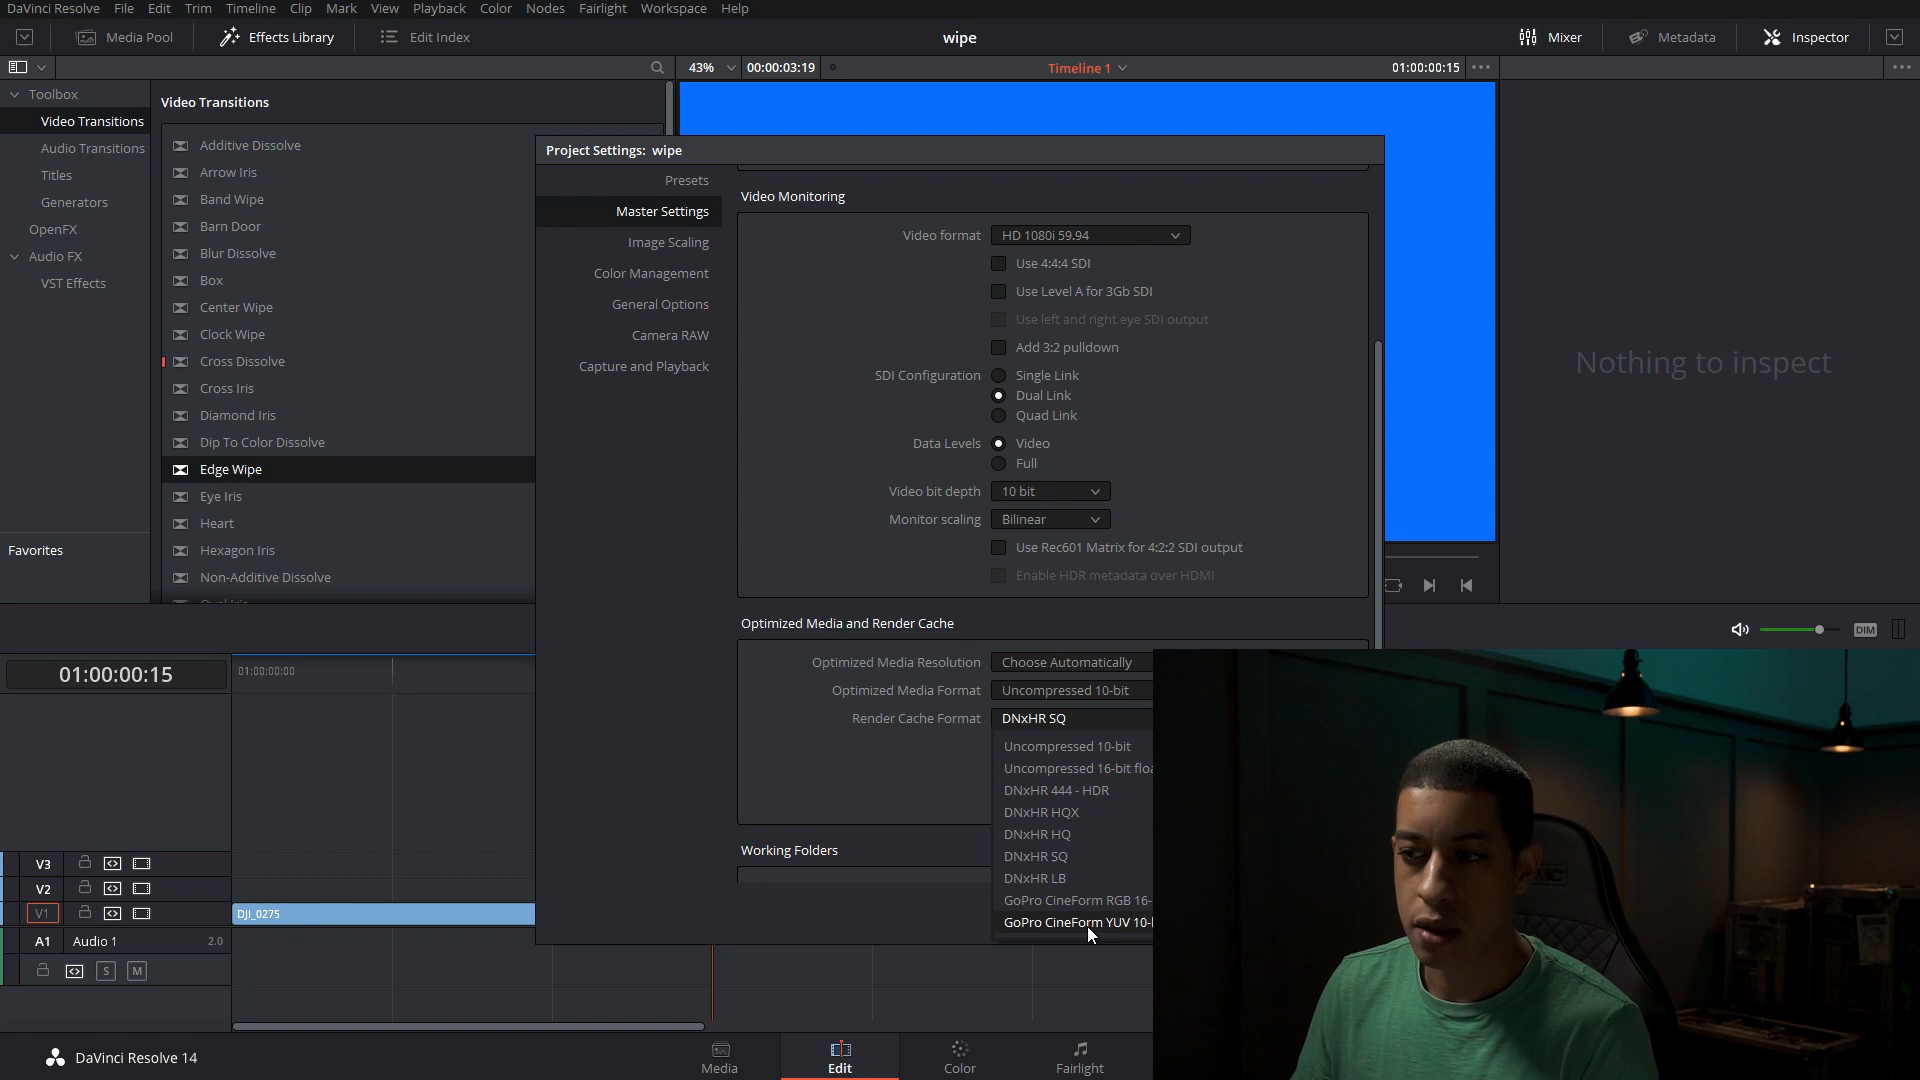 DaVinci Resolve File Edit Trim Timeline Clip Mark View Playback Color Nodes Fairlight Workspace Help
Media Pool Effects Library Edit Index wipe Mixer Metadata Inspector
43% 00:00:03:19 Timeline 1 01:00:00:15
Toolbox
Video Transitions
Audio Transitions
Titles
Generators
OpenFX
Audio FX
VST Effects
Favorites
Video Transitions
Additive Dissolve
Arrow Iris
Band Wipe
Barn Door
Blur Dissolve
Box
Center Wipe
Clock Wipe
Cross Dissolve
Cross Iris
Diamond Iris
Dip To Color Dissolve
Edge Wipe
Eye Iris
Heart
Hexagon Iris
Non-Additive Dissolve
Project Settings: wipe
Presets
Master Settings
Image Scaling
Color Management
General Options
Camera RAW
Capture and Playback
Video Monitoring
Video format HD 1080i 59.94
Use 4:4:4 SDI
Use Level A for 3Gb SDI
Use left and right eye SDI output
Add 3:2 pulldown
SDI Configuration Single Link
Dual Link
Quad Link
Data Levels Video
Full
Video bit depth 10 bit
Monitor scaling Bilinear
Use Rec601 Matrix for 4:2:2 SDI output
Enable HDR metadata over HDMI
Optimized Media and Render Cache
Optimized Media Resolution Choose Automatically
Optimized Media Format Uncompressed 10-bit
Render Cache Format DNxHR SQ
Uncompressed 10-bit
Uncompressed 16-bit floa
DNxHR 444 - HDR
DNxHR HQX
DNxHR HQ
DNxHR SQ
DNxHR LB
GoPro CineForm RGB 16-
GoPro CineForm YUV 10-
Working Folders
Nothing to inspect
DIM
01:00:00:15 01:00:00:00
V3
V2
V1 DJI_0275
A1 Audio 1 2.0
S M
DaVinci Resolve 14 Media Edit Color Fairlight